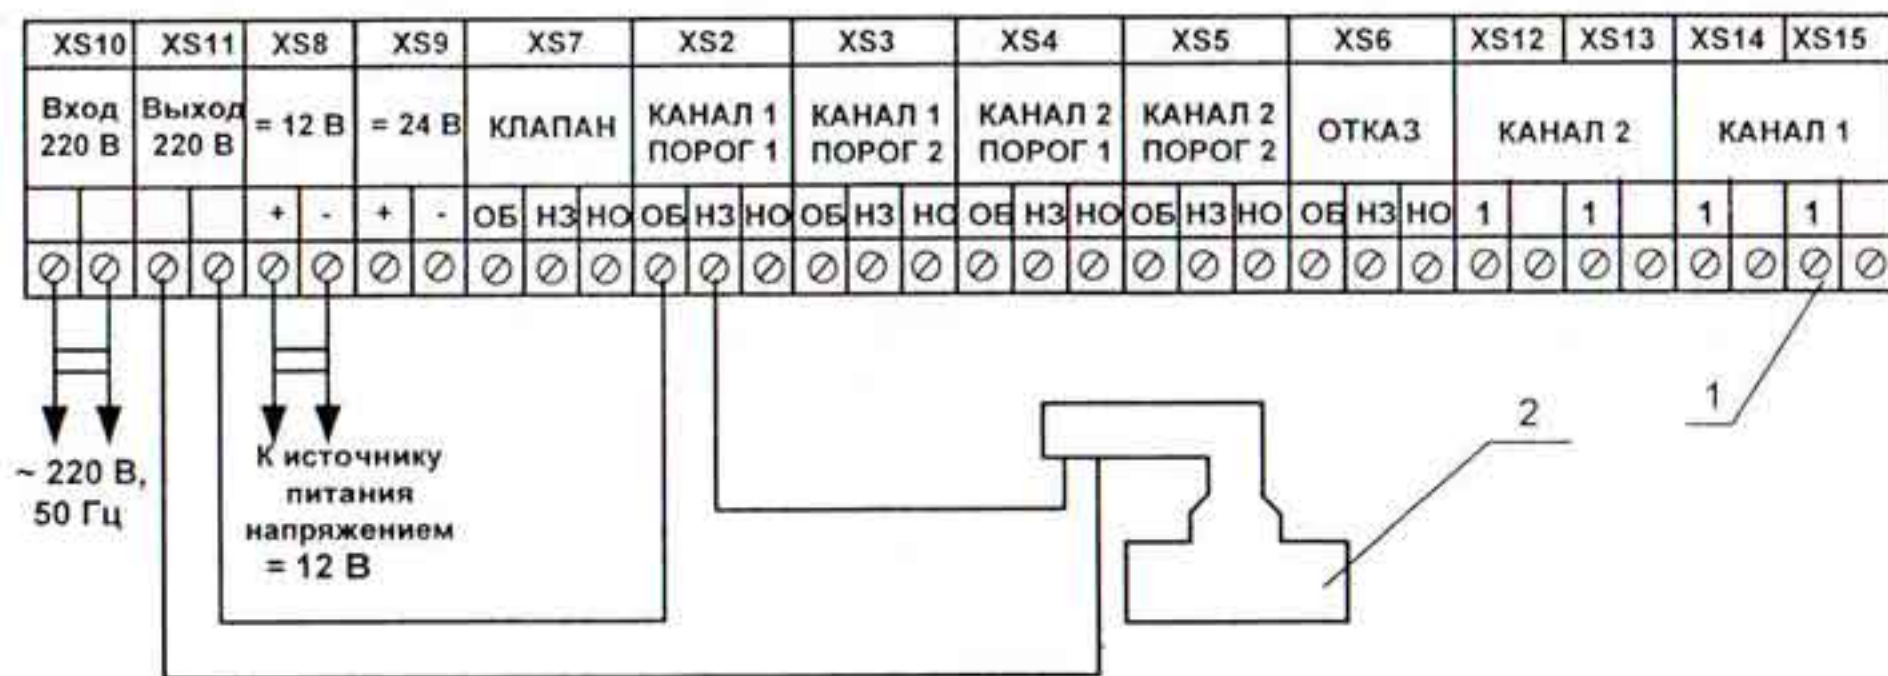 XS10 XS11 XS8 XS9 XS7 XS2 XS3 XS4 XS5 XS6 XS12 XS13 XS14 XS15
Вход Выход = 12 В = 24 В КЛАПАН КАНАЛ 1 КАНАЛ 1 КАНАЛ 2 КАНАЛ 2 ОТКАЗ КАНАЛ 2 КАНАЛ 1
220 В 220 В ПОРОГ 1 ПОРОГ 2 ПОРОГ 1 ПОРОГ 2
+ - + - ОБ НЗ НО ОБ НЗ НО ОБ НЗ НО ОБ НЗ НО ОБ НЗ НО ОБ НЗ НО 1 1 1 1
~ 220 В,
50 Гц
К источнику
питания
напряжением
= 12 В
2
1